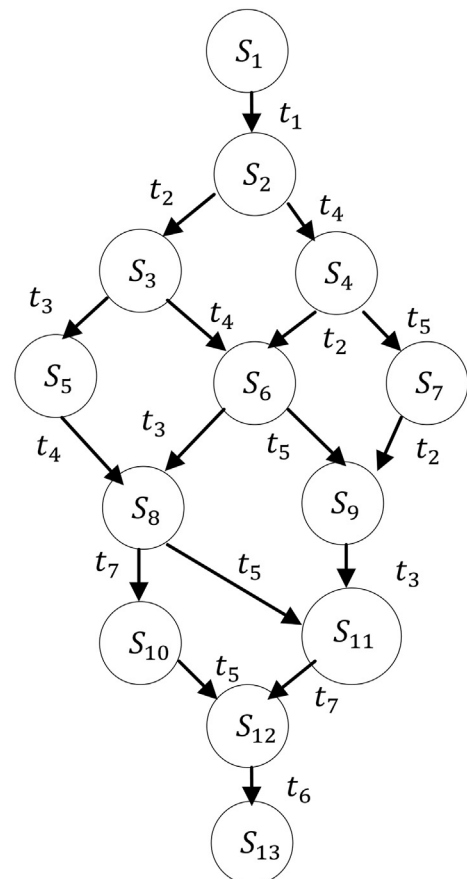 S₁
t₁
S₂
t₂ t₄
S₃ S₄
t₃ t₄ t₂ t₅
S₅ S₆ S₇
t₄ t₃ t₅ t₂
S₈ S₉
t₇ t₅ t₃
S₁₀ S₁₁
t₅ t₇
S₁₂
t₆
S₁₃